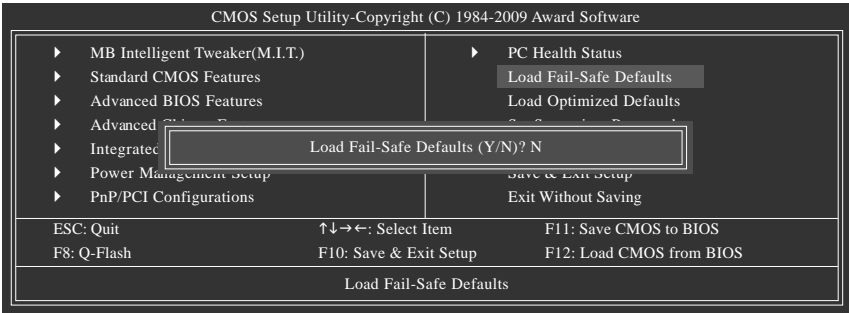 CMOS Setup Utility-Copyright (C) 1984-2009 Award Software
MB Intelligent Tweaker(M.I.T.)
Standard CMOS Features
Advanced BIOS Features
Advanced
Integrated
Power Management Setup
PnP/PCI Configurations
PC Health Status
Load Fail-Safe Defaults
Load Optimized Defaults
Save & Exit Setup
Exit Without Saving
Load Fail-Safe Defaults (Y/N)? N
ESC: Quit ↑↓→←: Select Item F11: Save CMOS to BIOS
F8: Q-Flash F10: Save & Exit Setup F12: Load CMOS from BIOS
Load Fail-Safe Defaults